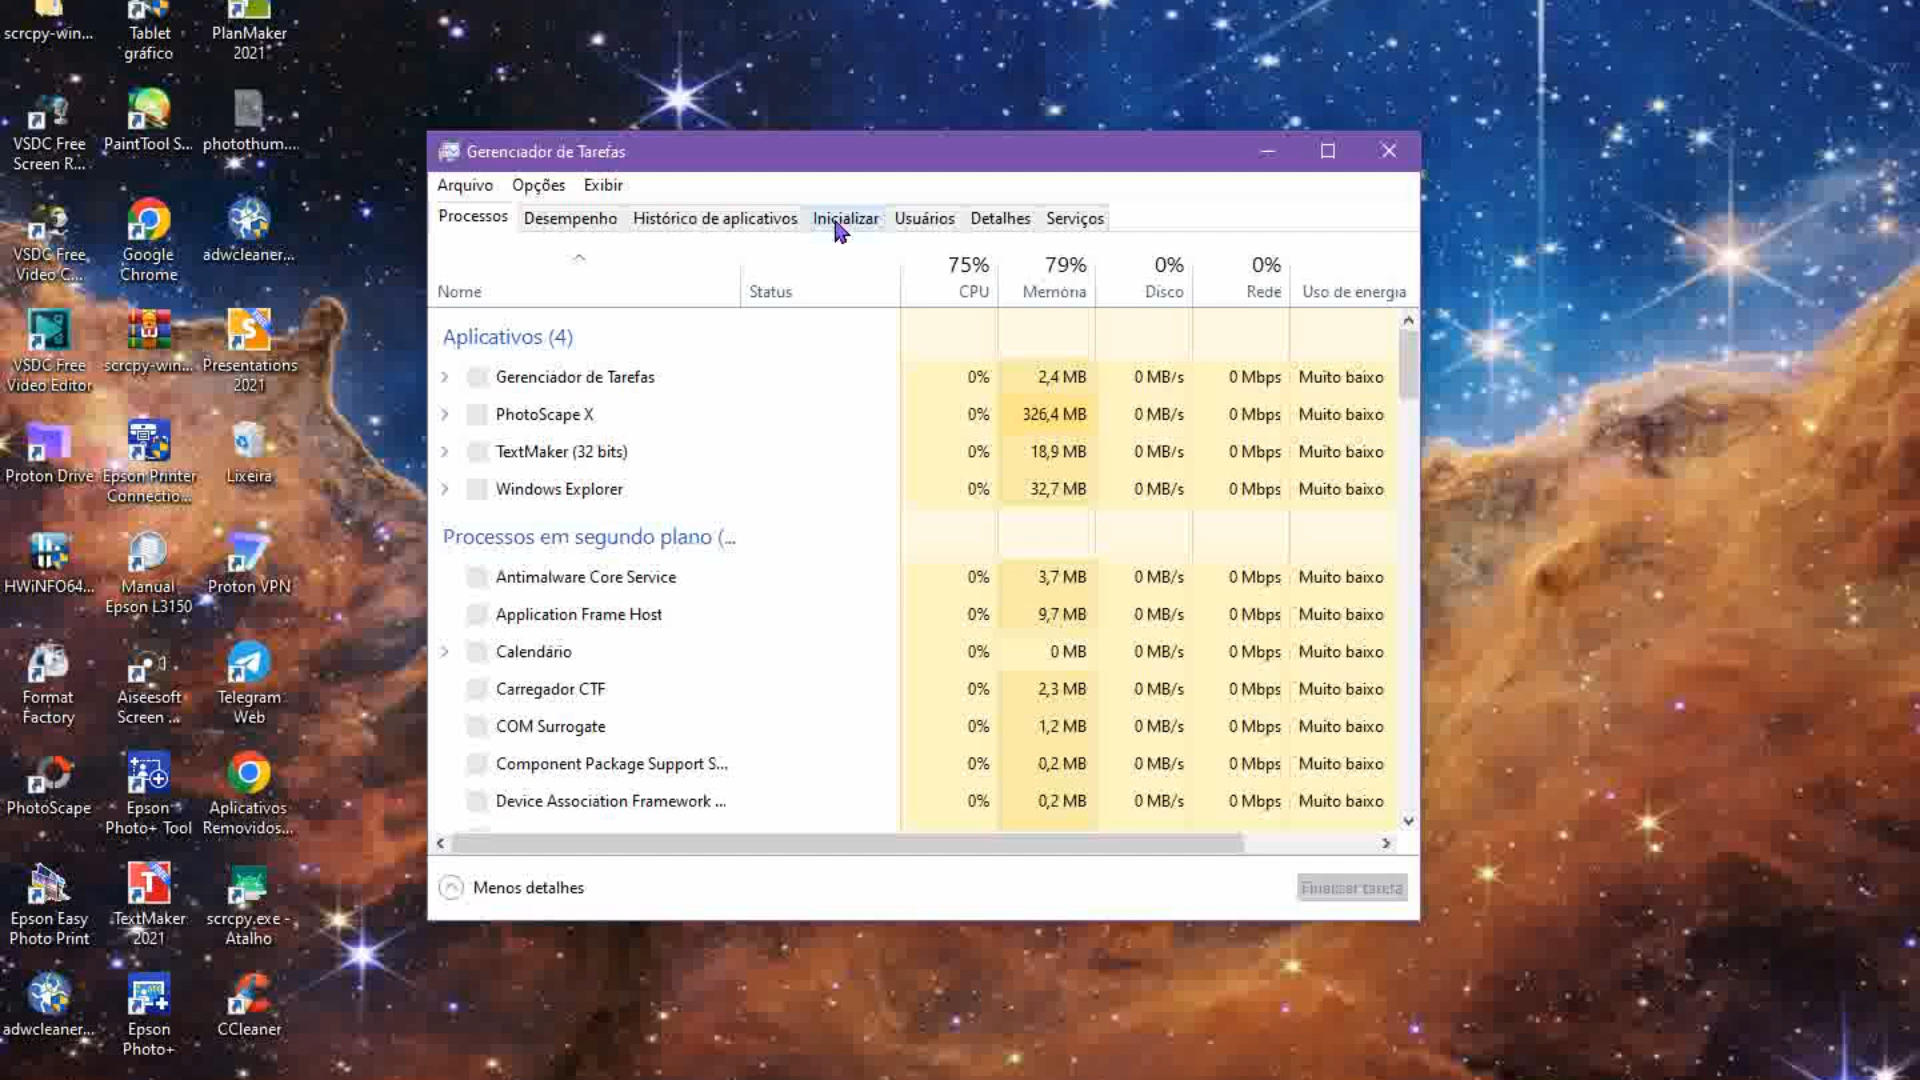 scrcpy-win...
Tablet
gráfico
PlanMaker
2021
VSDC Free
Screen R...
PaintTool S...
photothum....
VSDC Free
Video C...
Google
Chrome
adwcleaner...
VSDC Free
Video Editor
scrcpy-win...
Presentations
2021
Proton Drive
Epson Printer
Connectio...
Lixeira
HWiNFO64...
Manual
Epson L3150
Proton VPN
Format
Factory
Aiseesoft
Screen ...
Telegram
Web
PhotoScape
Epson
Photo+ Tool
Aplicativos
Removidos...
Epson Easy
Photo Print
TextMaker
2021
scrcpy.exe -
Atalho
adwcleaner...
Epson
Photo+
CCleaner
Gerenciador de Tarefas
Arquivo Opções Exibir
Processos Desempenho Histórico de aplicativos Inicializar Usuários Detalhes Serviços
75% 79% 0% 0%
Nome Status CPU Memória Disco Rede Uso de energia
Aplicativos (4)
Gerenciador de Tarefas 0% 2,4 MB 0 MB/s 0 Mbps Muito baixo
PhotoScape X 0% 326,4 MB 0 MB/s 0 Mbps Muito baixo
TextMaker (32 bits) 0% 18,9 MB 0 MB/s 0 Mbps Muito baixo
Windows Explorer 0% 32,7 MB 0 MB/s 0 Mbps Muito baixo
Processos em segundo plano (...
Antimalware Core Service 0% 3,7 MB 0 MB/s 0 Mbps Muito baixo
Application Frame Host 0% 9,7 MB 0 MB/s 0 Mbps Muito baixo
Calendário 0% 0 MB 0 MB/s 0 Mbps Muito baixo
Carregador CTF 0% 2,3 MB 0 MB/s 0 Mbps Muito baixo
COM Surrogate 0% 1,2 MB 0 MB/s 0 Mbps Muito baixo
Component Package Support S... 0% 0,2 MB 0 MB/s 0 Mbps Muito baixo
Device Association Framework ... 0% 0,2 MB 0 MB/s 0 Mbps Muito baixo
Menos detalhes
Finalizar tarefa